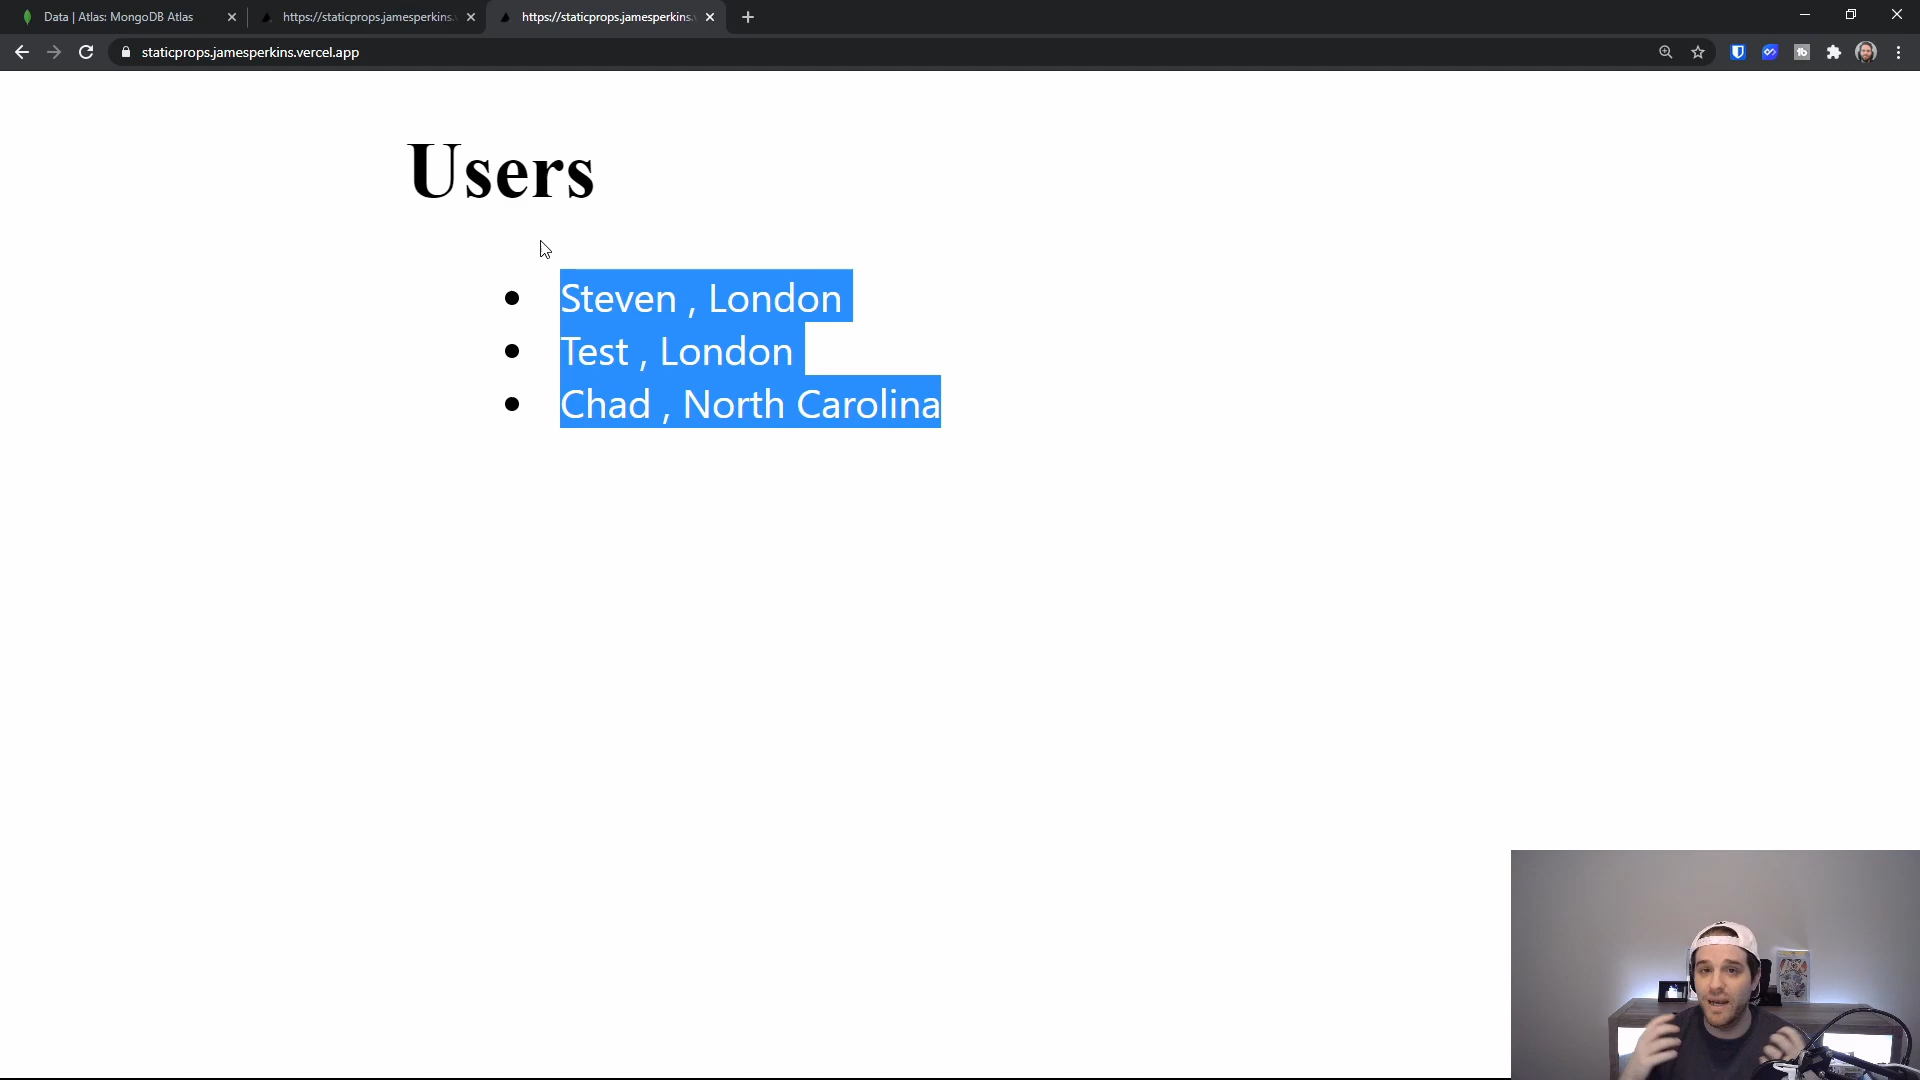 Data | Atlas: MongoDB Atlas
https://staticprops.jamesperkins.
https://staticprops.jamesperkins.
staticprops.jamesperkins.vercel.app
tb
Users
Steven , London
Test , London
Chad , North Carolina